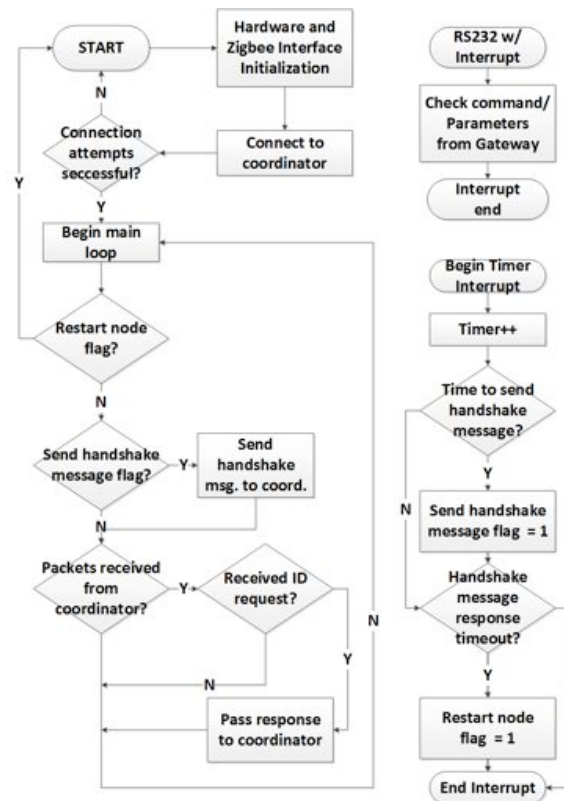 START
Hardware and
Zigbee Interface
Initialization
N
Connection
attempts
seccessful?
Connect to
coordinator
Y
Y
Begin main
loop
Restart node
flag?
N
Send handshake
message flag?
Y
Send
handshake
msg. to coord.
N
Packets received
from
coordinator?
Y
Received ID
request?
N
Y
N
Pass response
to coordinator
RS232 w/
Interrupt
Check command/
Parameters
from Gateway
Interrupt
end
Begin Timer
Interrupt
Timer++
Time to send
handshake
message?
Y
N
Send handshake
message flag = 1
Handshake
message
response
timeout?
Y
Restart node
flag = 1
End Interrupt